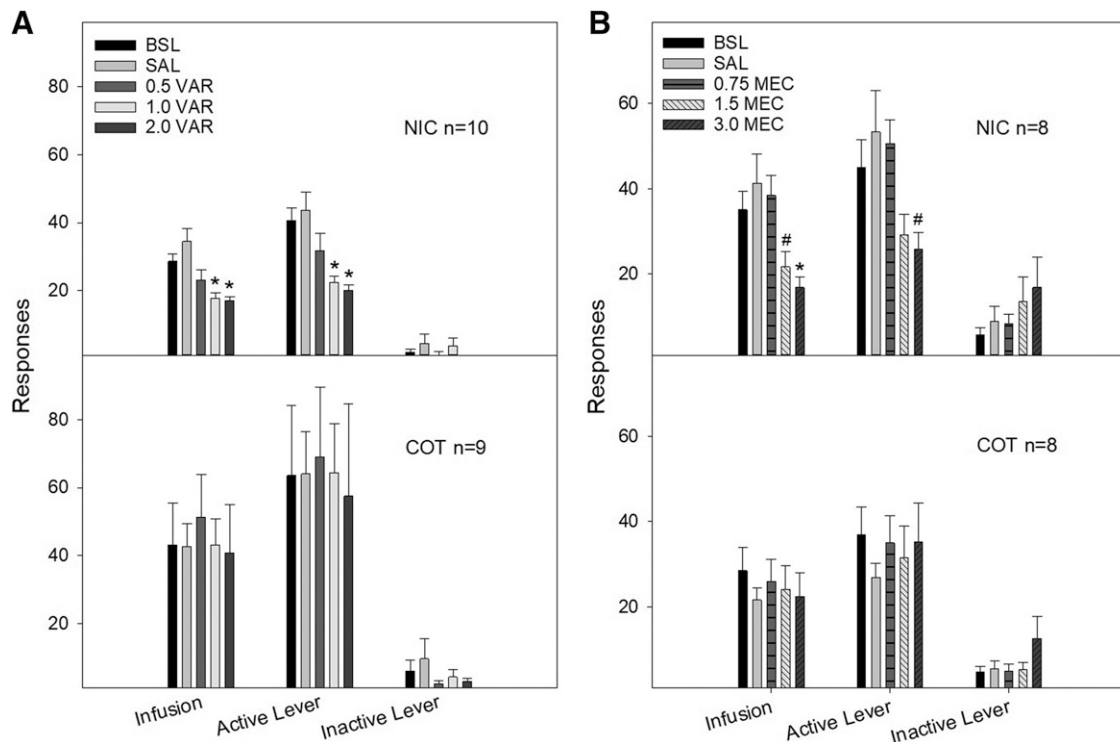 A
BSL
SAL
0.5 VAR
1.0 VAR
2.0 VAR
NIC n=10
80
60
40
20
* *
* *
Responses
COT n=9
80
60
40
20
Infusion
Active Lever
Inactive Lever
B
BSL
SAL
0.75 MEC
1.5 MEC
3.0 MEC
NIC n=8
60
40
20
# *
#
Responses
COT n=8
60
40
20
Infusion
Active Lever
Inactive Lever